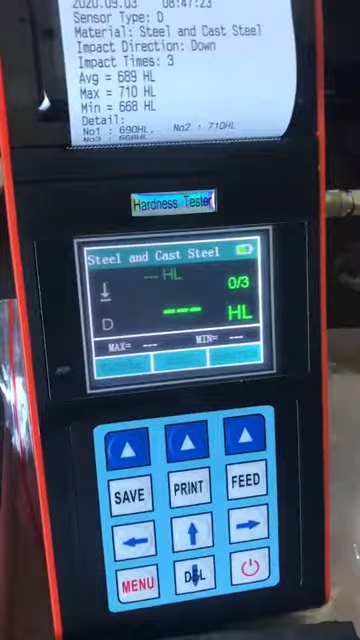 2020.09.03 08:47:23
Sensor Type: D
Material: Steel and Cast Steel
Impact Direction: Down
Impact Times: 3
Avg = 689 HL
Max = 710 HL
Min = 668 HL
Detail:
No1 : 690HL. No2 : 710HL
No3 : 668HL
Hardness Tester
Steel and Cast Steel
--- HL
0/3
D --- HL
MAX= --- MIN= ---
SAVE PRINT FEED
MENU DEL